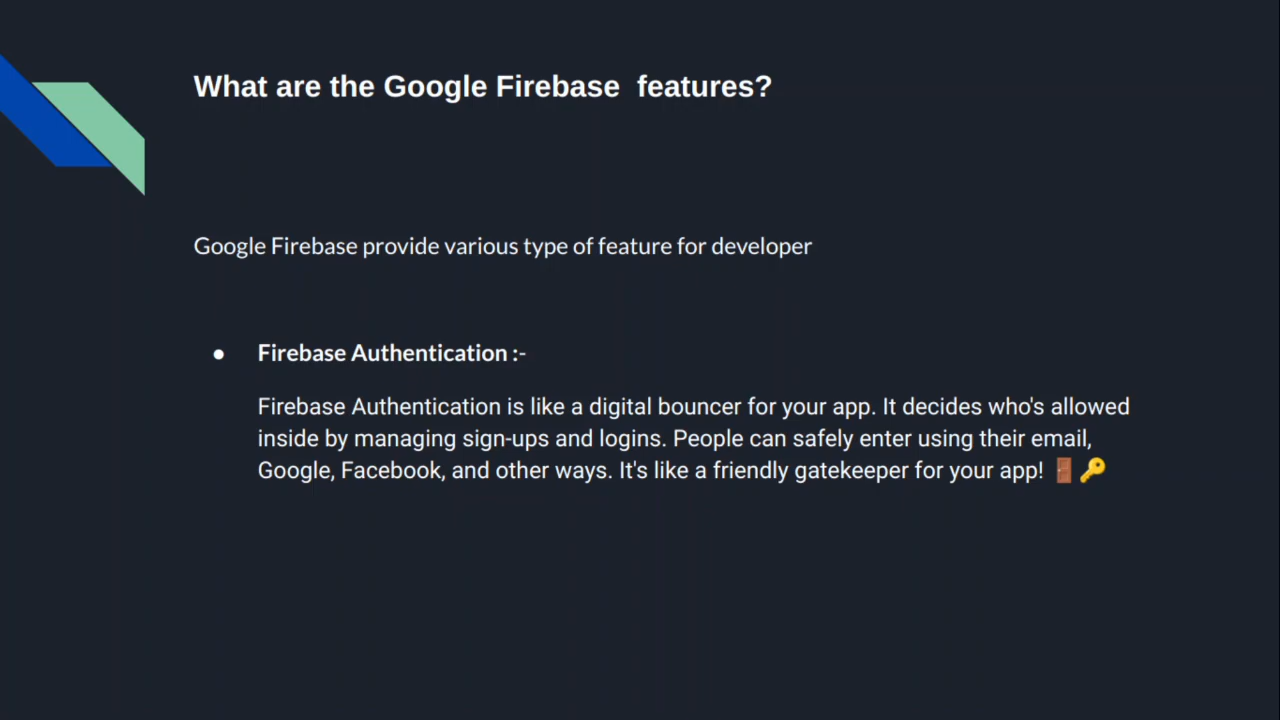 What are the Google Firebase  features?
Google Firebase provide various type of feature for developer
● Firebase Authentication :-
Firebase Authentication is like a digital bouncer for your app. It decides who's allowed
inside by managing sign-ups and logins. People can safely enter using their email,
Google, Facebook, and other ways. It's like a friendly gatekeeper for your app! 🚪🔑